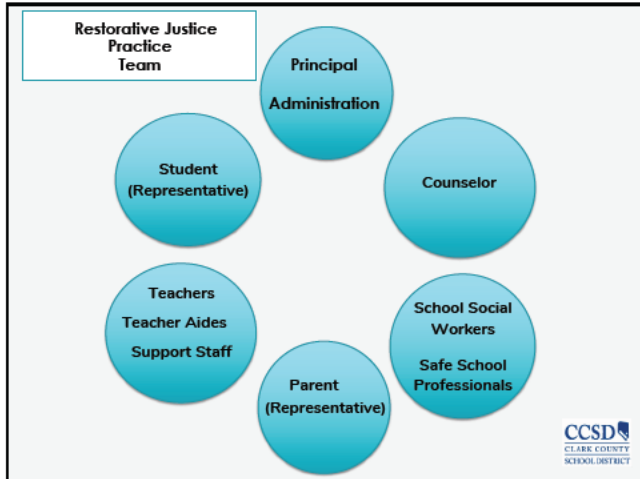 Restorative Justice
Practice
Team
Principal
Administration
Student
(Representative)
Counselor
Teachers
Teacher Aides
Support Staff
School Social
Workers
Safe School
Professionals
Parent
(Representative)
CCSD
CLARK COUNTY
SCHOOL DISTRICT